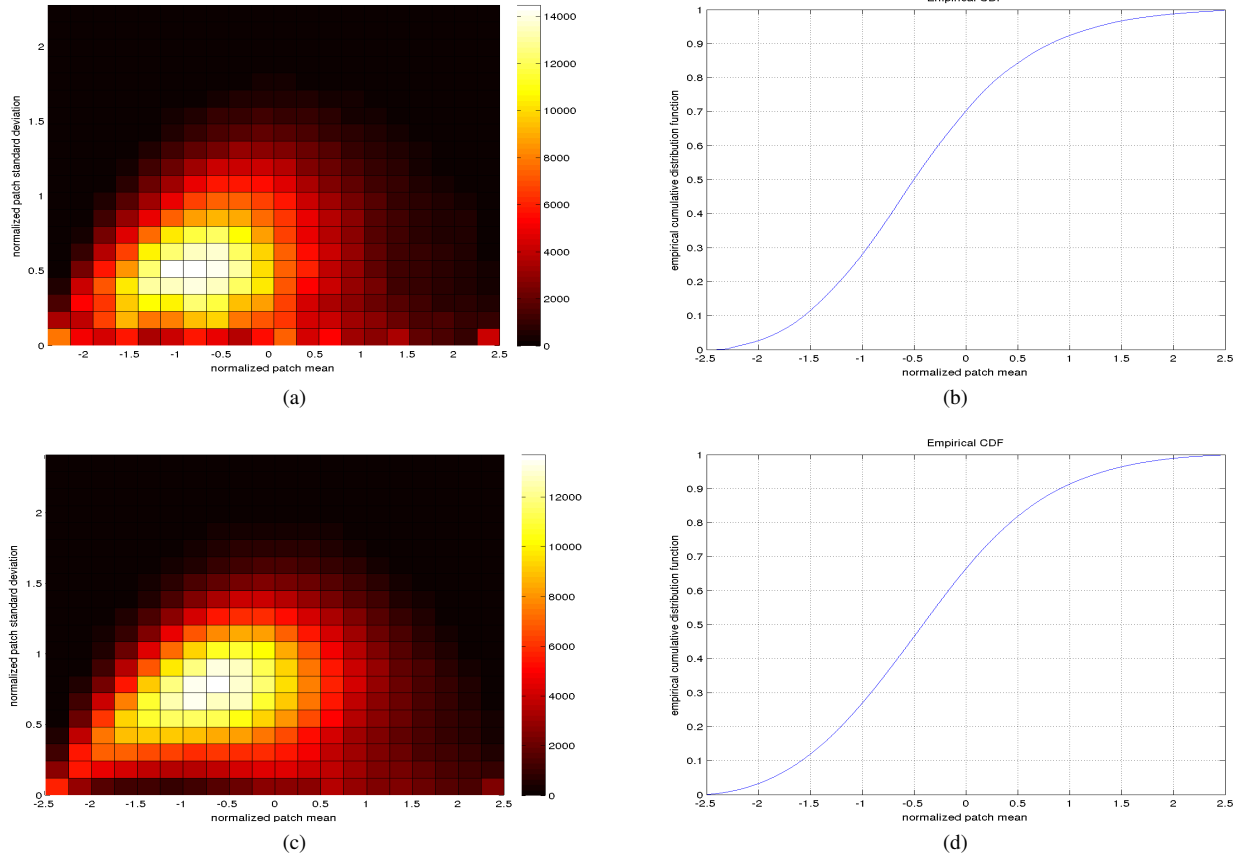 2
1.5
1
0.5
0
normalized patch standard deviation
-2 -1.5 -1 -0.5 0 0.5 1 1.5 2 2.5
normalized patch mean
14000
12000
10000
8000
6000
4000
2000
0
(a)
Empirical CDF
1
0.9
0.8
0.7
0.6
0.5
0.4
0.3
0.2
0.1
0
empirical cumulative distribution function
-2.5 -2 -1.5 -1 -0.5 0 0.5 1 1.5 2 2.5
normalized patch mean
(b)
2
1.5
1
0.5
0
normalized patch standard deviation
-2.5 -2 -1.5 -1 -0.5 0 0.5 1 1.5 2 2.5
normalized patch mean
12000
10000
8000
6000
4000
2000
0
(c)
Empirical CDF
1
0.9
0.8
0.7
0.6
0.5
0.4
0.3
0.2
0.1
0
empirical cumulative distribution function
-2.5 -2 -1.5 -1 -0.5 0 0.5 1 1.5 2 2.5
normalized patch mean
(d)